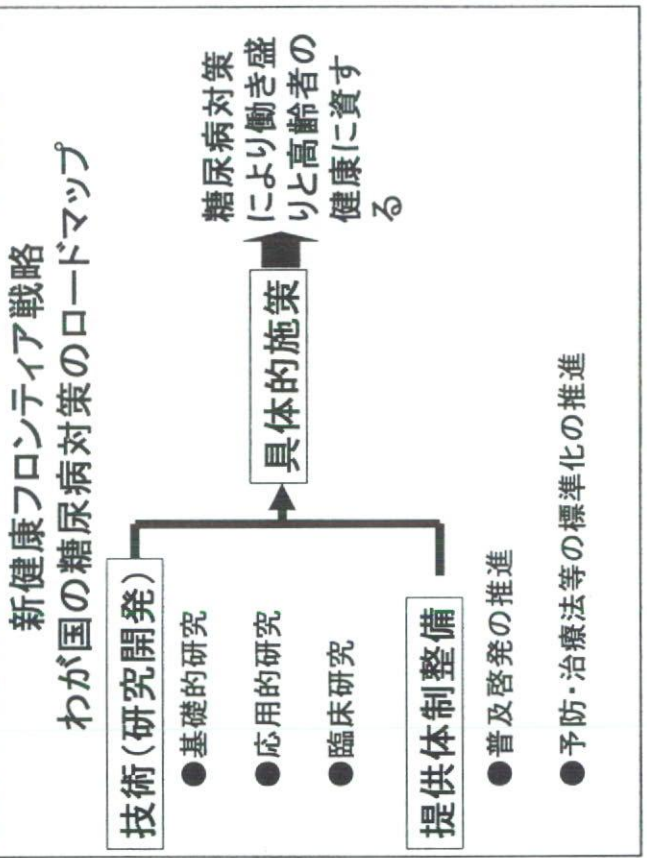 新健康フロンティア戦略
わが国の糖尿病対策のロードマップ
技術(研究開発)
●基礎的研究
●応用的研究
●臨床研究
提供体制整備
●普及啓発の推進
●予防・治療法等の標準化の推進
具体的施策
糖尿病対策
により働き盛
りと高齢者の
健康に資す
る